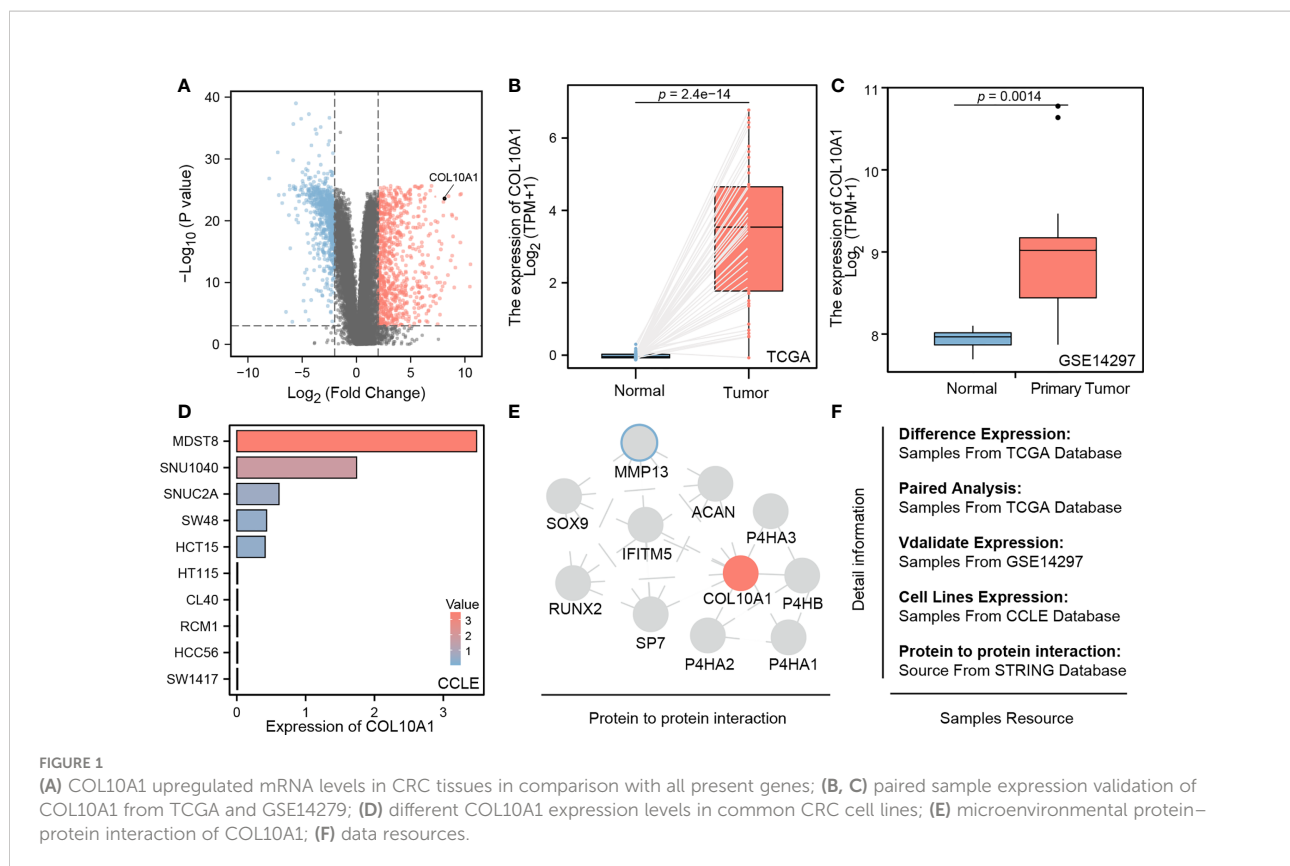 A
40
30
20
10
0
−Log10 (P value)
COL10A1
−10
−5
0
5
10
Log2 (Fold Change)
B
p = 2.4e−14
The expression of COL10A1
Log2 (TPM+1)
6
4
2
0
TCGA
Normal
Tumor
C
p = 0.0014
The expression of COL10A1
Log2 (TPM+1)
11
10
9
8
GSE14297
Normal
Primary Tumor
D
MDST8
SNU1040
SNUC2A
SW48
HCT15
HT115
CL40
RCM1
HCC56
SW1417
Value
3
2
1
CCLE
0
1
2
3
Expression of COL10A1
E
MMP13
SOX9
ACAN
IFITM5
P4HA3
RUNX2
COL10A1
P4HB
SP7
P4HA2
P4HA1
Protein to protein interaction
F
Detail information
Difference Expression:
Samples From TCGA Database
Paired Analysis:
Samples From TCGA Database
Vdalidate Expression:
Samples From GSE14297
Cell Lines Expression:
Samples From CCLE Database
Protein to protein interaction:
Source From STRING Database
Samples Resource
FIGURE 1
(A) COL10A1 upregulated mRNA levels in CRC tissues in comparison with all present genes; (B, C) paired sample expression validation of
COL10A1 from TCGA and GSE14279; (D) different COL10A1 expression levels in common CRC cell lines; (E) microenvironmental protein–
protein interaction of COL10A1; (F) data resources.